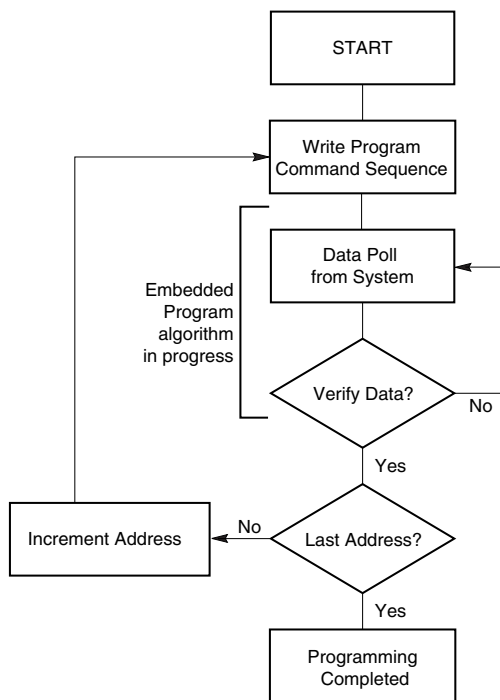 START
Write Program
Command Sequence
Data Poll
from System
Embedded
Program
algorithm
in progress
Verify Data?
No
Yes
Increment Address
No
Last Address?
Yes
Programming
Completed